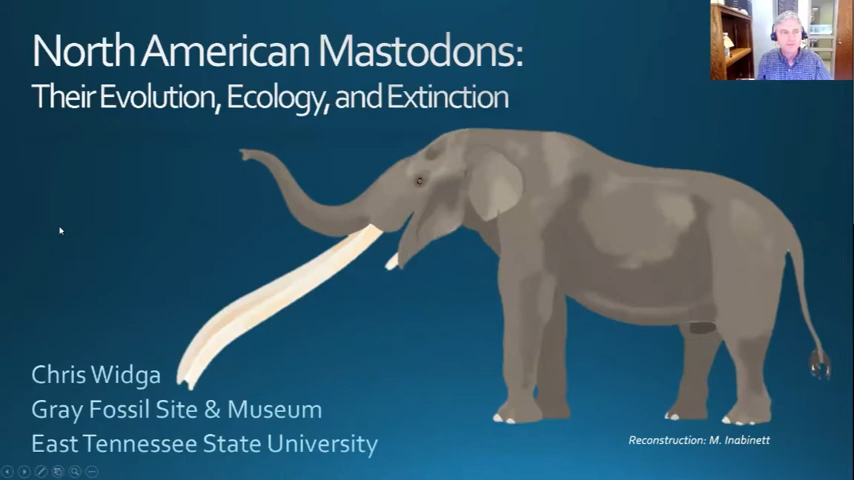 North American Mastodons:
Their Evolution, Ecology, and Extinction
Chris Widga
Gray Fossil Site & Museum
East Tennessee State University
Reconstruction: M. Inabinett